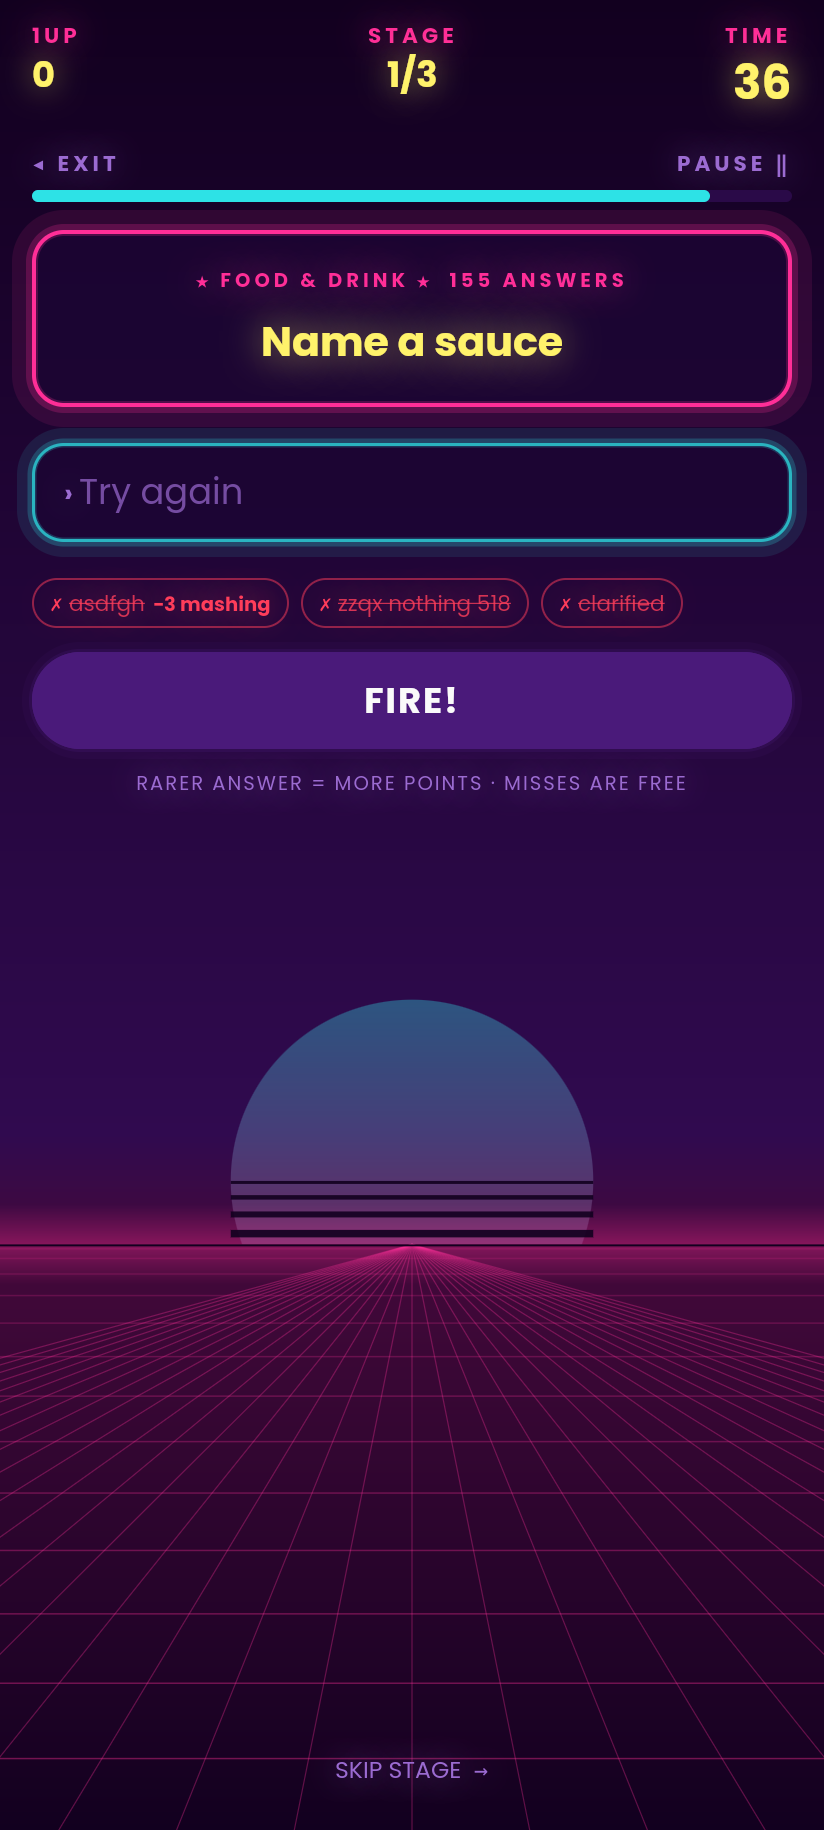 1UP STAGE TIME
0 1/3 36
◂ EXIT PAUSE ‖
★ FOOD & DRINK ★ 155 ANSWERS
Name a sauce
› Try again
✗ asdfgh -3 mashing ✗ zzqx nothing 518 ✗ clarified
FIRE!
RARER ANSWER = MORE POINTS · MISSES ARE FREE
SKIP STAGE →